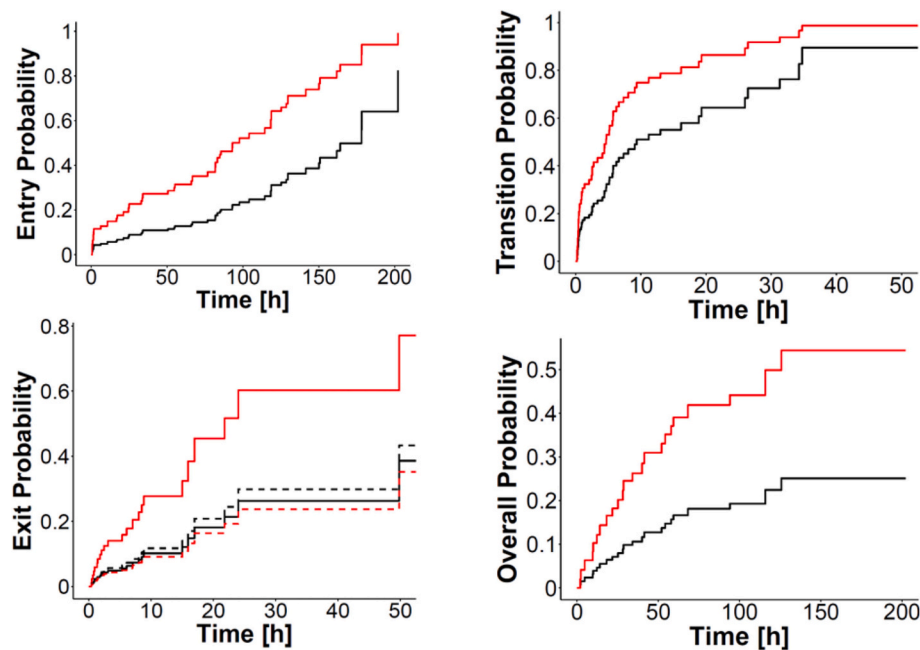 Entry Probability
1
0.8
0.6
0.4
0.2
0
0 50 100 150 200
Time [h]
Transition Probability
1
0.8
0.6
0.4
0.2
0
0 10 20 30 40 50
Time [h]
Exit Probability
0.8
0.6
0.4
0.2
0
0 10 20 30 40 50
Time [h]
Overall Probability
0.5
0.4
0.3
0.2
0.1
0
0 50 100 150 200
Time [h]